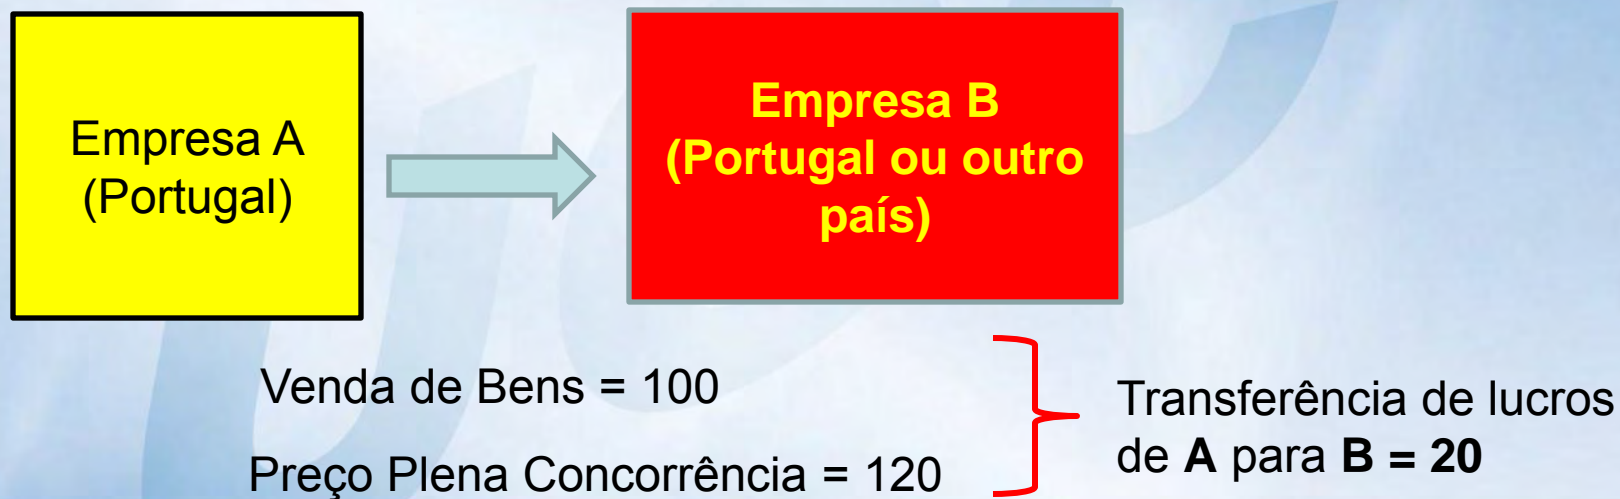 Empresa A
(Portugal)
Empresa B
(Portugal ou outro
país)
Venda de Bens = 100
Preço Plena Concorrência = 120
Transferência de lucros
de A para B = 20